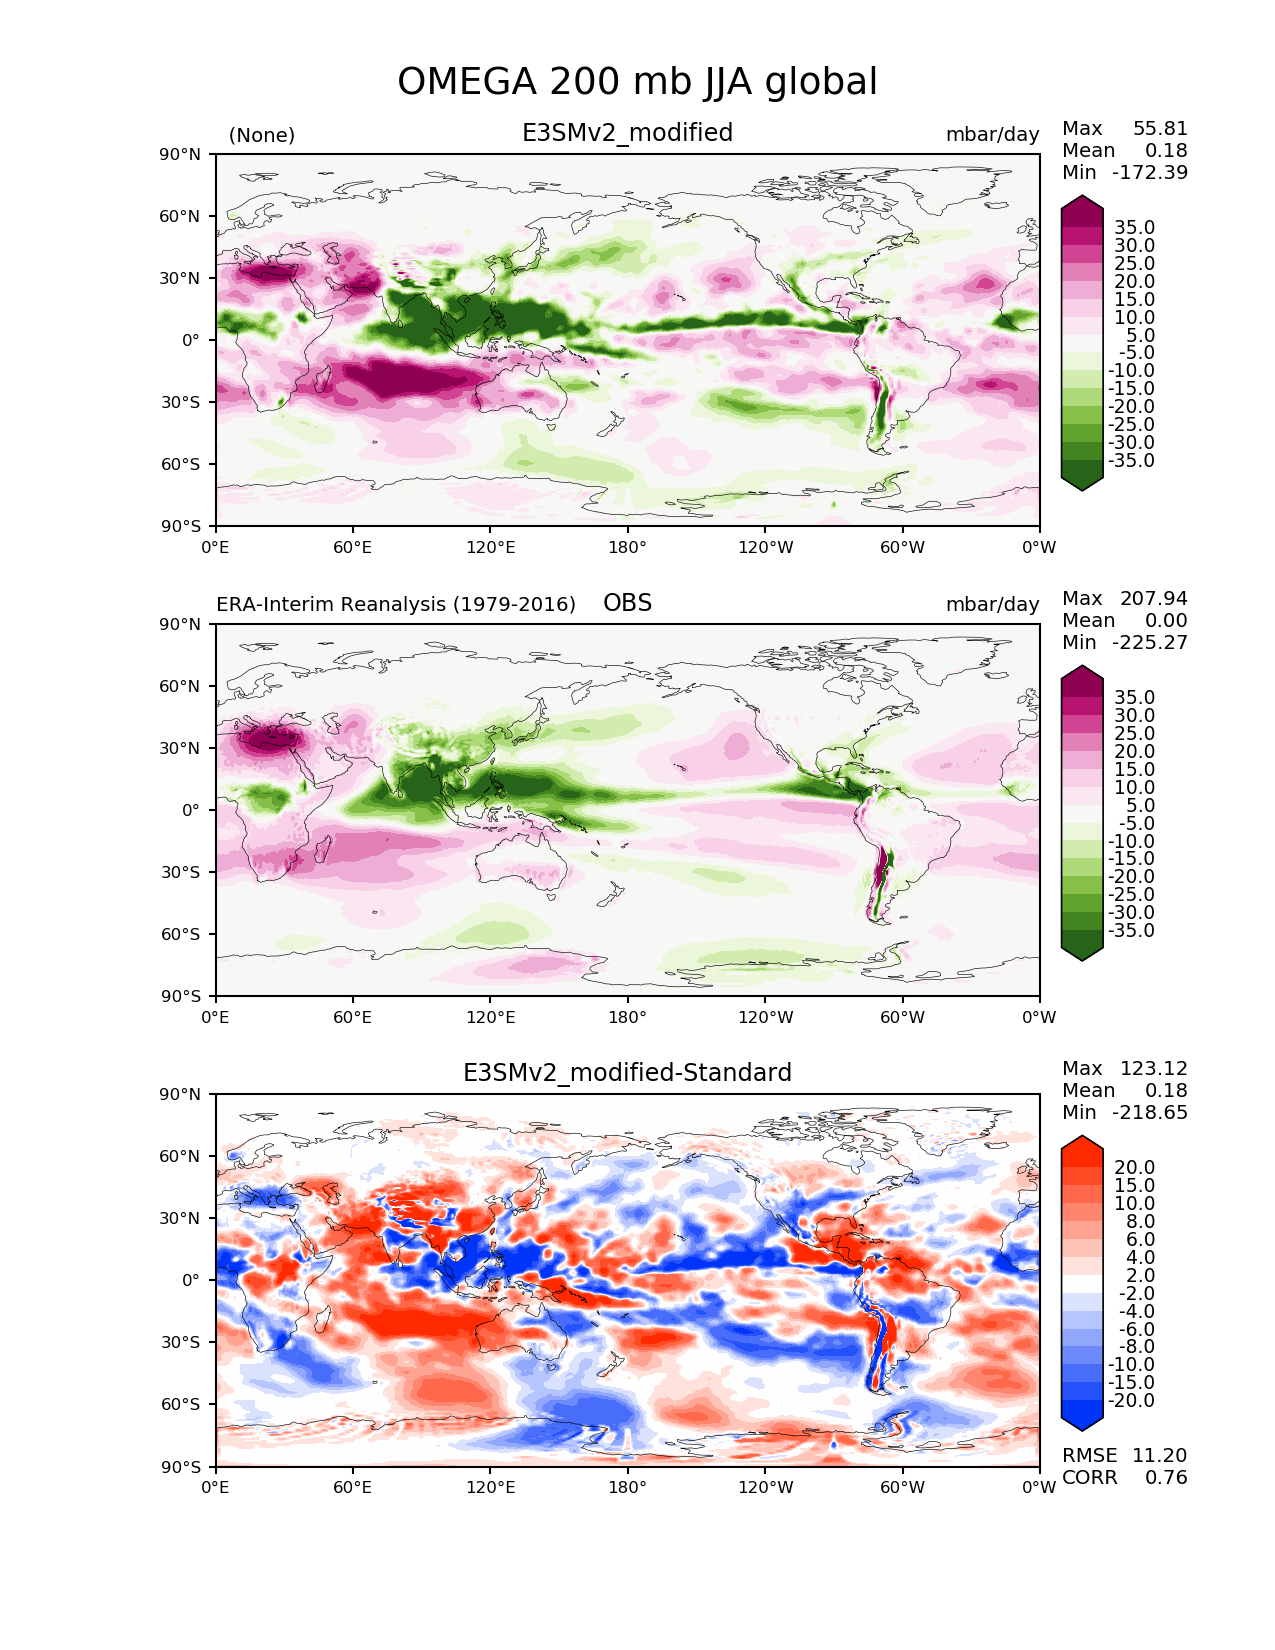 OMEGA 200 mb JJA global
(None) E3SMv2_modified mbar/day
Max 55.81
Mean 0.18
Min -172.39
90°N
60°N
30°N
0°
30°S
60°S
90°S
0°E 60°E 120°E 180° 120°W 60°W 0°W
35.0
30.0
25.0
20.0
15.0
10.0
5.0
-5.0
-10.0
-15.0
-20.0
-25.0
-30.0
-35.0
ERA-Interim Reanalysis (1979-2016) OBS mbar/day
Max 207.94
Mean 0.00
Min -225.27
90°N
60°N
30°N
0°
30°S
60°S
90°S
0°E 60°E 120°E 180° 120°W 60°W 0°W
35.0
30.0
25.0
20.0
15.0
10.0
5.0
-5.0
-10.0
-15.0
-20.0
-25.0
-30.0
-35.0
E3SMv2_modified-Standard
Max 123.12
Mean 0.18
Min -218.65
90°N
60°N
30°N
0°
30°S
60°S
90°S
0°E 60°E 120°E 180° 120°W 60°W 0°W
20.0
15.0
10.0
8.0
6.0
4.0
2.0
-2.0
-4.0
-6.0
-8.0
-10.0
-15.0
-20.0
RMSE 11.20
CORR 0.76